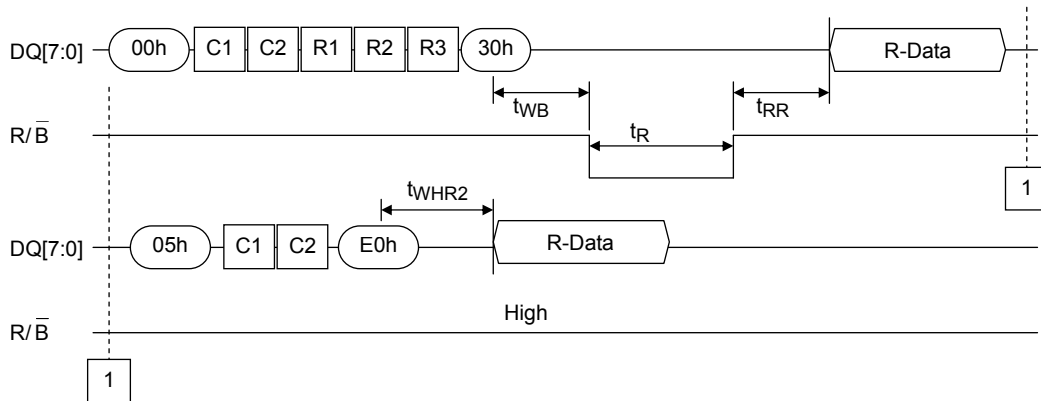 DQ[7:0] 00h C1 C2 R1 R2 R3 30h R-Data
tWB tRR
R/B̅ tR
1
tWHR2
DQ[7:0] 05h C1 C2 E0h R-Data
High
R/B̅
1